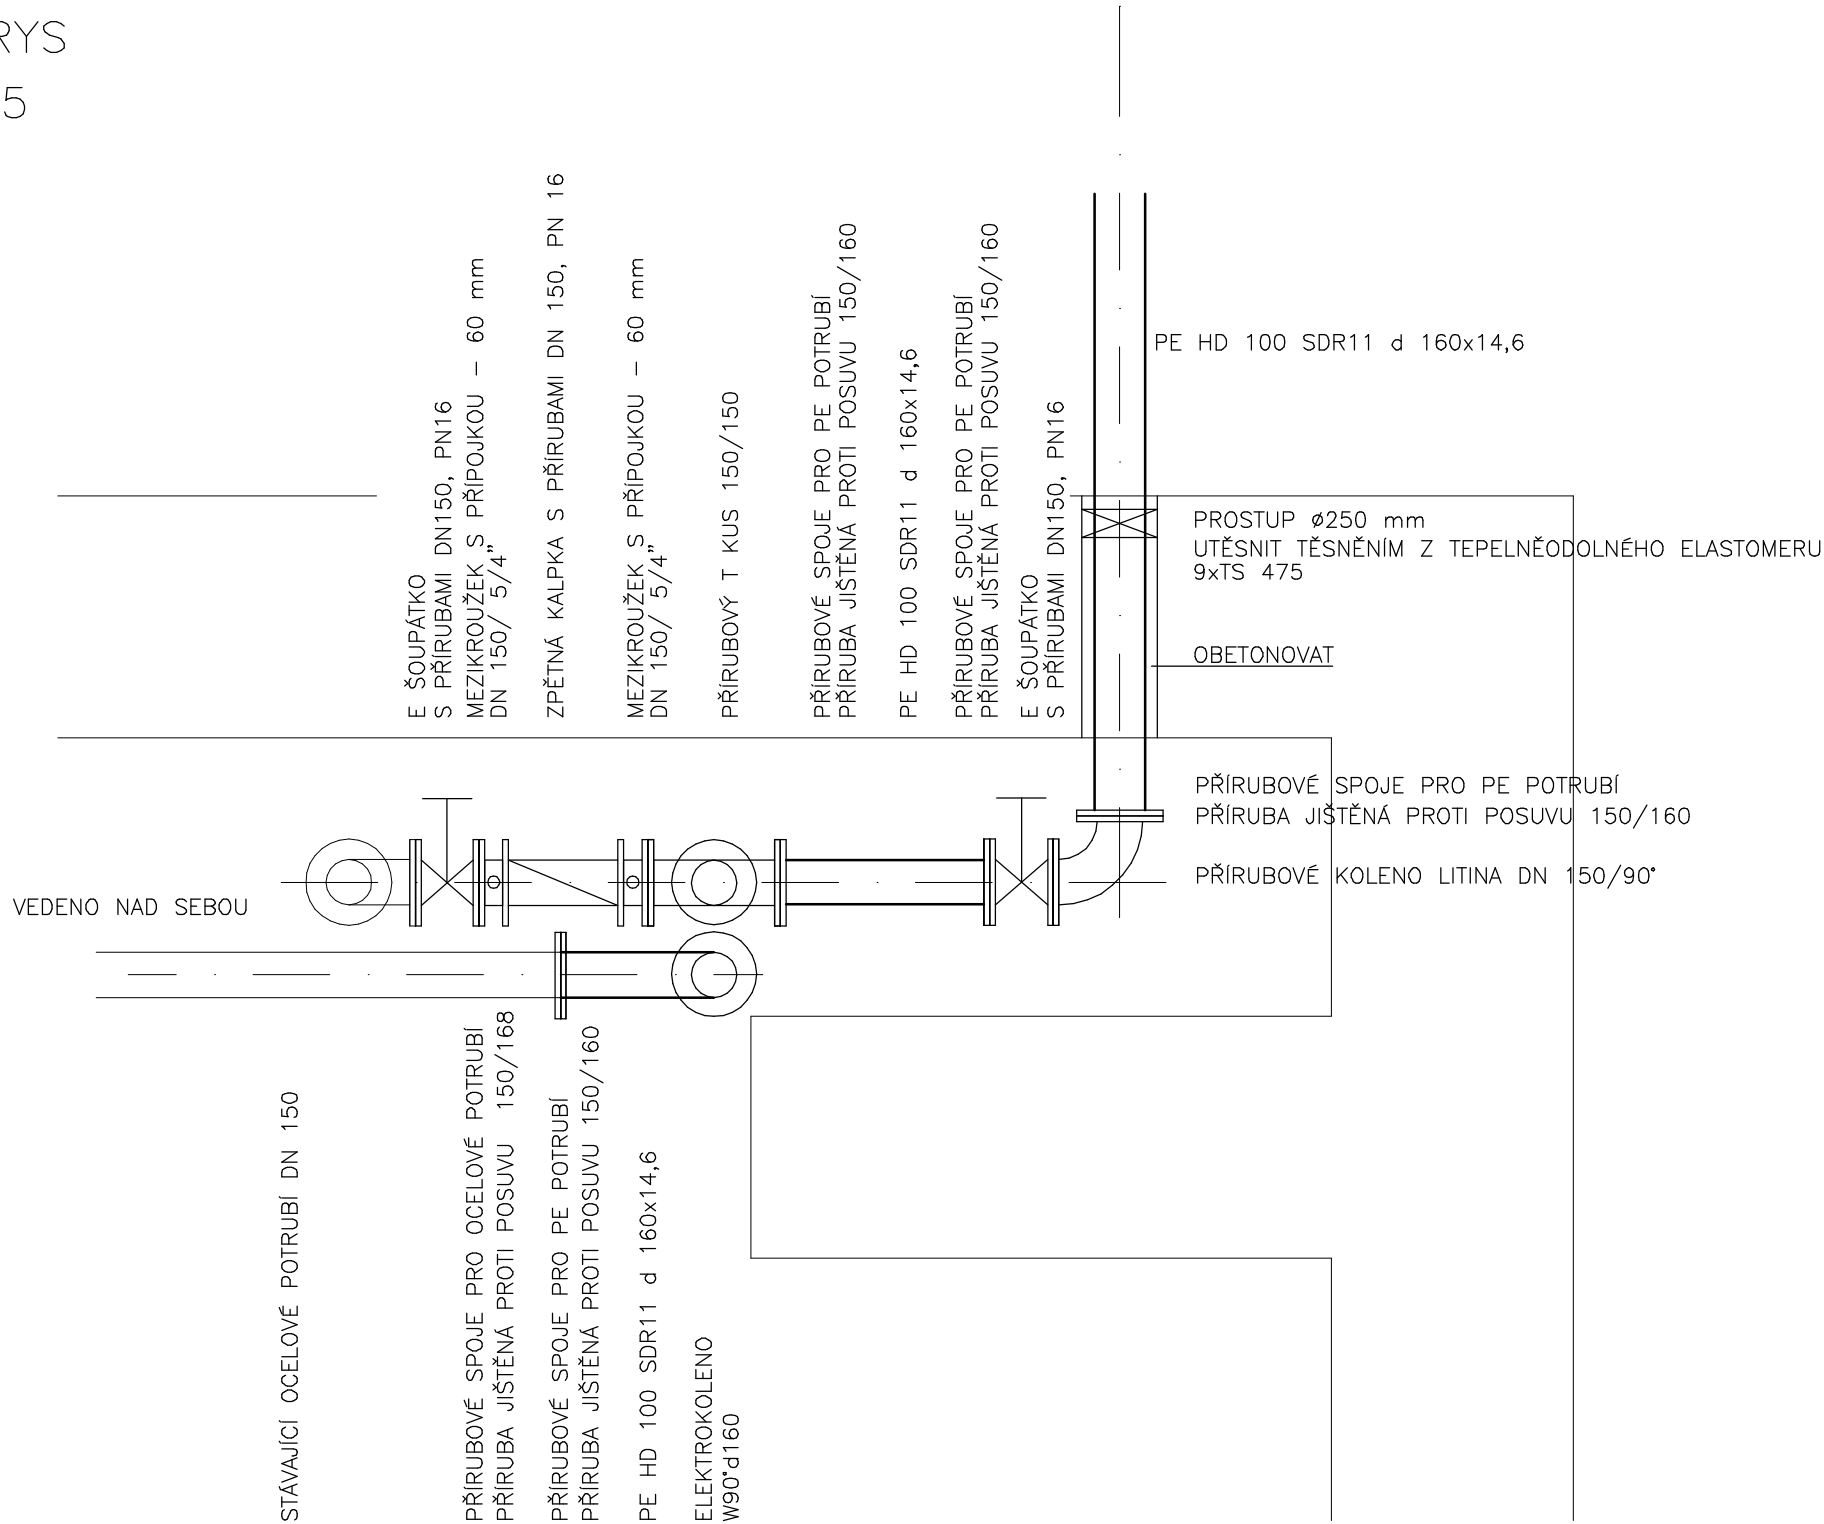 RYS
5
E ŠOUPÁTKO
S PŘÍRUBAMI DN150, PN16
MEZIKROUŽEK S PŘÍPOJKOU – 60 mm
DN 150/ 5/4"
ZPĚTNÁ KALPKA S PŘÍRUBAMI DN 150, PN 16
MEZIKROUŽEK S PŘÍPOJKOU – 60 mm
DN 150/ 5/4"
PŘÍRUBOVÝ T KUS 150/150
PŘÍRUBOVÉ SPOJE PRO PE POTRUBÍ
PŘÍRUBA JIŠTĚNÁ PROTI POSUVU 150/160
PE HD 100 SDR11 d 160x14,6
PŘÍRUBOVÉ SPOJE PRO PE POTRUBÍ
PŘÍRUBA JIŠTĚNÁ PROTI POSUVU 150/160
E ŠOUPÁTKO
S PŘÍRUBAMI DN150, PN16
PE HD 100 SDR11 d 160x14,6
PROSTUP ø250 mm
UTĚSNIT TĚSNĚNÍM Z TEPELNĚODOLNÉHO ELASTOMERU
9xTS 475
OBETONOVAT
PŘÍRUBOVÉ SPOJE PRO PE POTRUBÍ
PŘÍRUBA JIŠTĚNÁ PROTI POSUVU 150/160
PŘÍRUBOVÉ KOLENO LITINA DN 150/90°
VEDENO NAD SEBOU
STÁVAJÍCÍ OCELOVÉ POTRUBÍ DN 150
PŘÍRUBOVÉ SPOJE PRO OCELOVÉ POTRUBÍ
PŘÍRUBA JIŠTĚNÁ PROTI POSUVU 150/168
PŘÍRUBOVÉ SPOJE PRO PE POTRUBÍ
PŘÍRUBA JIŠTĚNÁ PROTI POSUVU 150/160
PE HD 100 SDR11 d 160x14,6
ELEKTROKOLENO
W90°d160